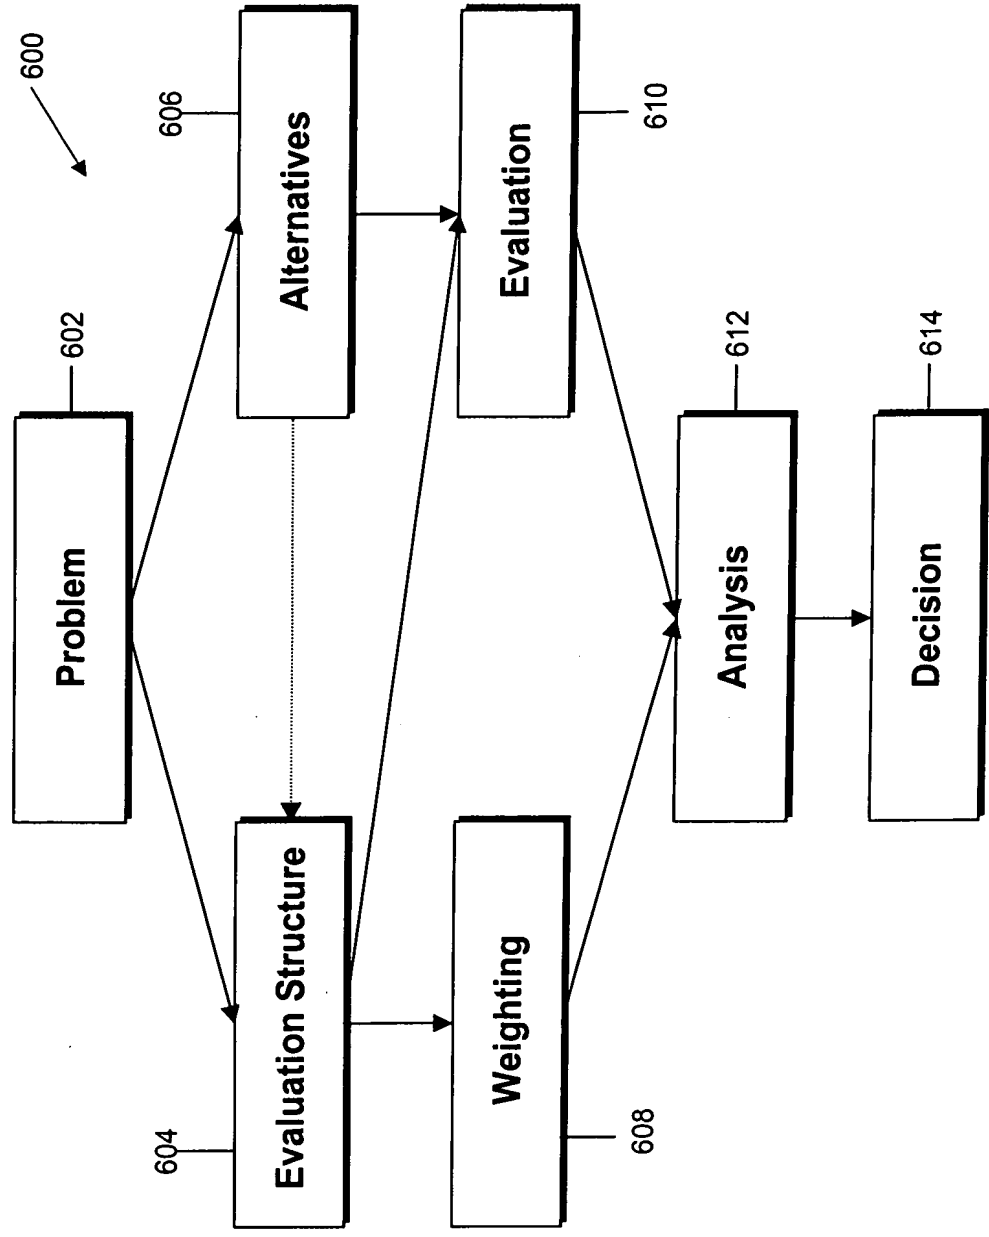 600
Problem
602
604
Evaluation Structure
606
Alternatives
Weighting
608
Evaluation
610
Analysis
612
Decision
614